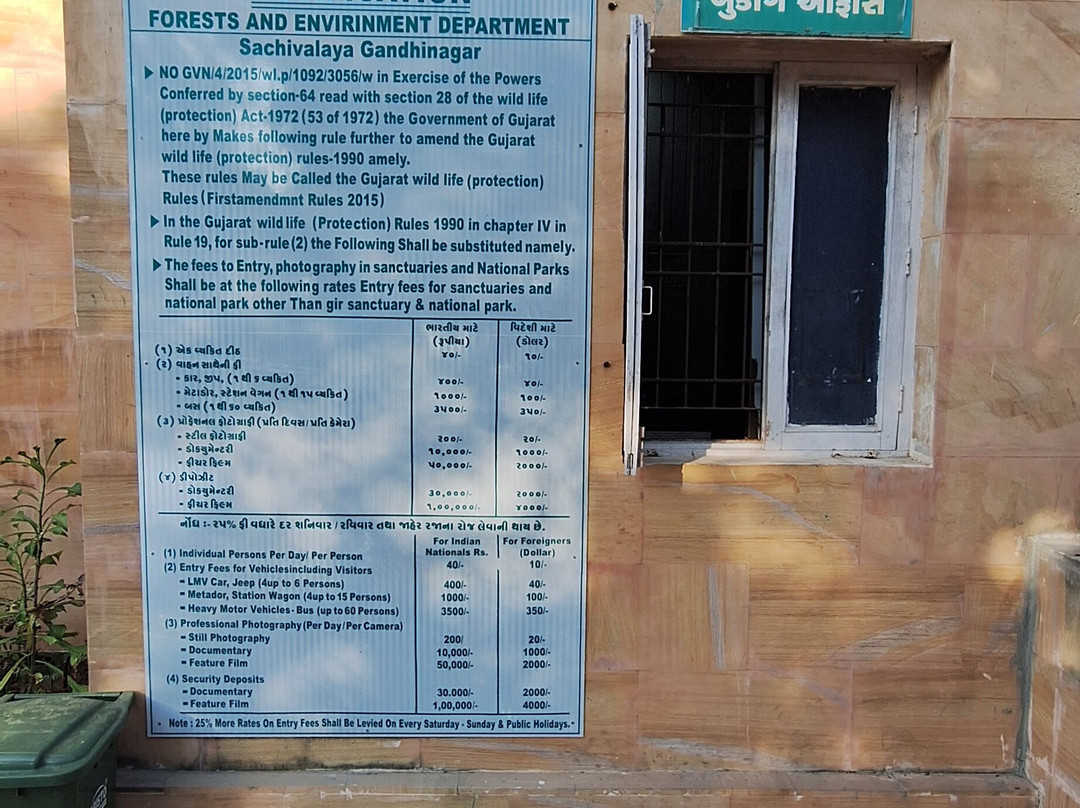 FORESTS AND ENVIRINMENT DEPARTMENT
Sachivalaya Gandhinagar
NO GVN/4/2015/wl.p/1092/3056/w in Exercise of the Powers
Conferred by section-64 read with section 28 of the wild life
(protection) Act-1972 (53 of 1972) the Government of Gujarat
here by Makes following rule further to amend the Gujarat
wild life (protection) rules-1990 amely.
These rules May be Called the Gujarat wild life (protection)
Rules (Firstamendmnt Rules 2015)
In the Gujarat wild life (Protection) Rules 1990 in chapter IV in
Rule 19, for sub-rule (2) the Following Shall be substituted namely.
The fees to Entry, photography in sanctuaries and National Parks
Shall be at the following rates Entry fees for sanctuaries and
national park other Than gir sanctuary & national park.
ભારતીય માટે વિદેશી માટે
(રૂપીયા) (ડોલર)
(૧) એક વ્યકિત દીઠ ૪૦/- ૧૦/-
(૨) વાહન સાથેની ફી
- કાર, જીપ, (૧ થી ૬ વ્યકિત) ૪૦૦/- ૪૦/-
- મેટાડોર, સ્ટેશન વેગન (૧ થી ૧૫ વ્યકિત) ૧૦૦૦/- ૧૦૦/-
- બસ (૧ થી ૬૦ વ્યકિત) ૩૫૦૦/- ૩૫૦/-
(૩) પ્રોફેશનલ ફોટોગ્રાફી (પ્રતિ દિવસ/પ્રતિ કેમેરા)
- સ્ટીલ ફોટોગ્રાફી ૨૦૦/- ૨૦/-
- ડોકયુમેન્ટરી ૧૦,૦૦૦/- ૧૦૦૦/-
- ફીચર ફિલ્મ ૫૦,૦૦૦/- ૨૦૦૦/-
(૪) ડીપોઝીટ
- ડોકયુમેન્ટરી ૩૦,૦૦૦/- ૨૦૦૦/-
- ફીચર ફિલ્મ ૧,૦૦,૦૦૦/- ૪૦૦૦/-
નોંધ :- ૨૫% ફી વધારે દર શનિવાર / રવિવાર તથા જાહેર રજાના રોજ લેવાની થાય છે.
For Indian For Foreigners
Nationals Rs. (Dollar)
(1) Individual Persons Per Day/ Per Person 40/- 10/-
(2) Entry Fees for Vehiclesincluding Visitors
- LMV Car, Jeep (4up to 6 Persons) 400/- 40/-
- Metador, Station Wagon (4up to 15 Persons) 1000/- 100/-
- Heavy Motor Vehicles- Bus (up to 60 Persons) 3500/- 350/-
(3) Professional Photography (Per Day/Per Camera)
- Still Photography 200/ 20/-
- Documentary 10,000/- 1000/-
- Feature Film 50,000/- 2000/-
(4) Security Deposits
- Documentary 30.000/- 2000/-
- Feature Film 1,00,000/- 4000/-
Note : 25% More Rates On Entry Fees Shall Be Levied On Every Saturday - Sunday & Public Holidays.
બુકીંગ ઓફીસ